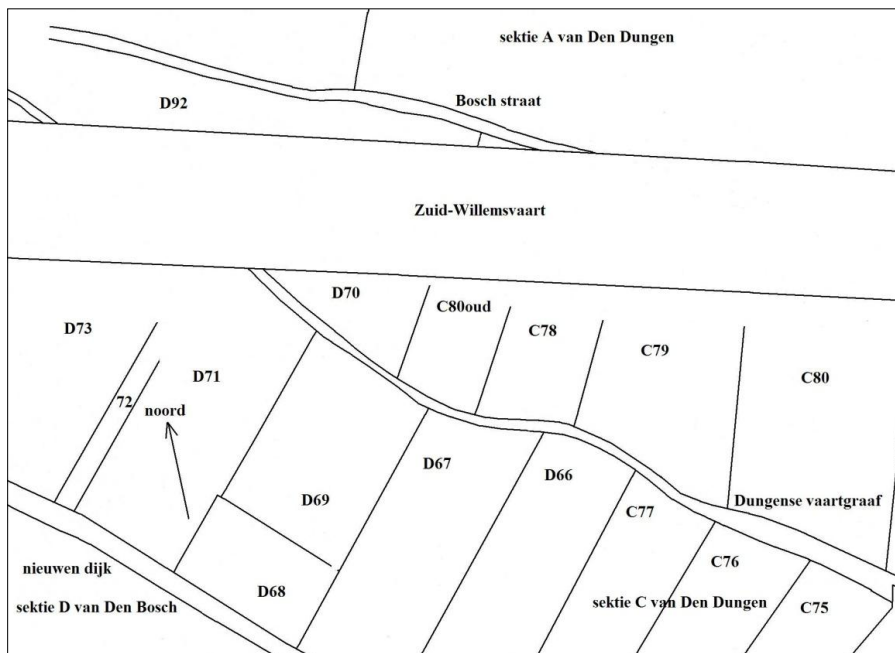 sektie A van Den Dungen
D92
Bosch straat
Zuid-Willemsvaart
D70
C80oud
D73
C78
C79
D71
C80
72
noord
D67
D66
D69
Dungense vaartgraaf
C77
C76
nieuwen dijk
D68
sektie D van Den Bosch
sektie C van Den Dungen
C75